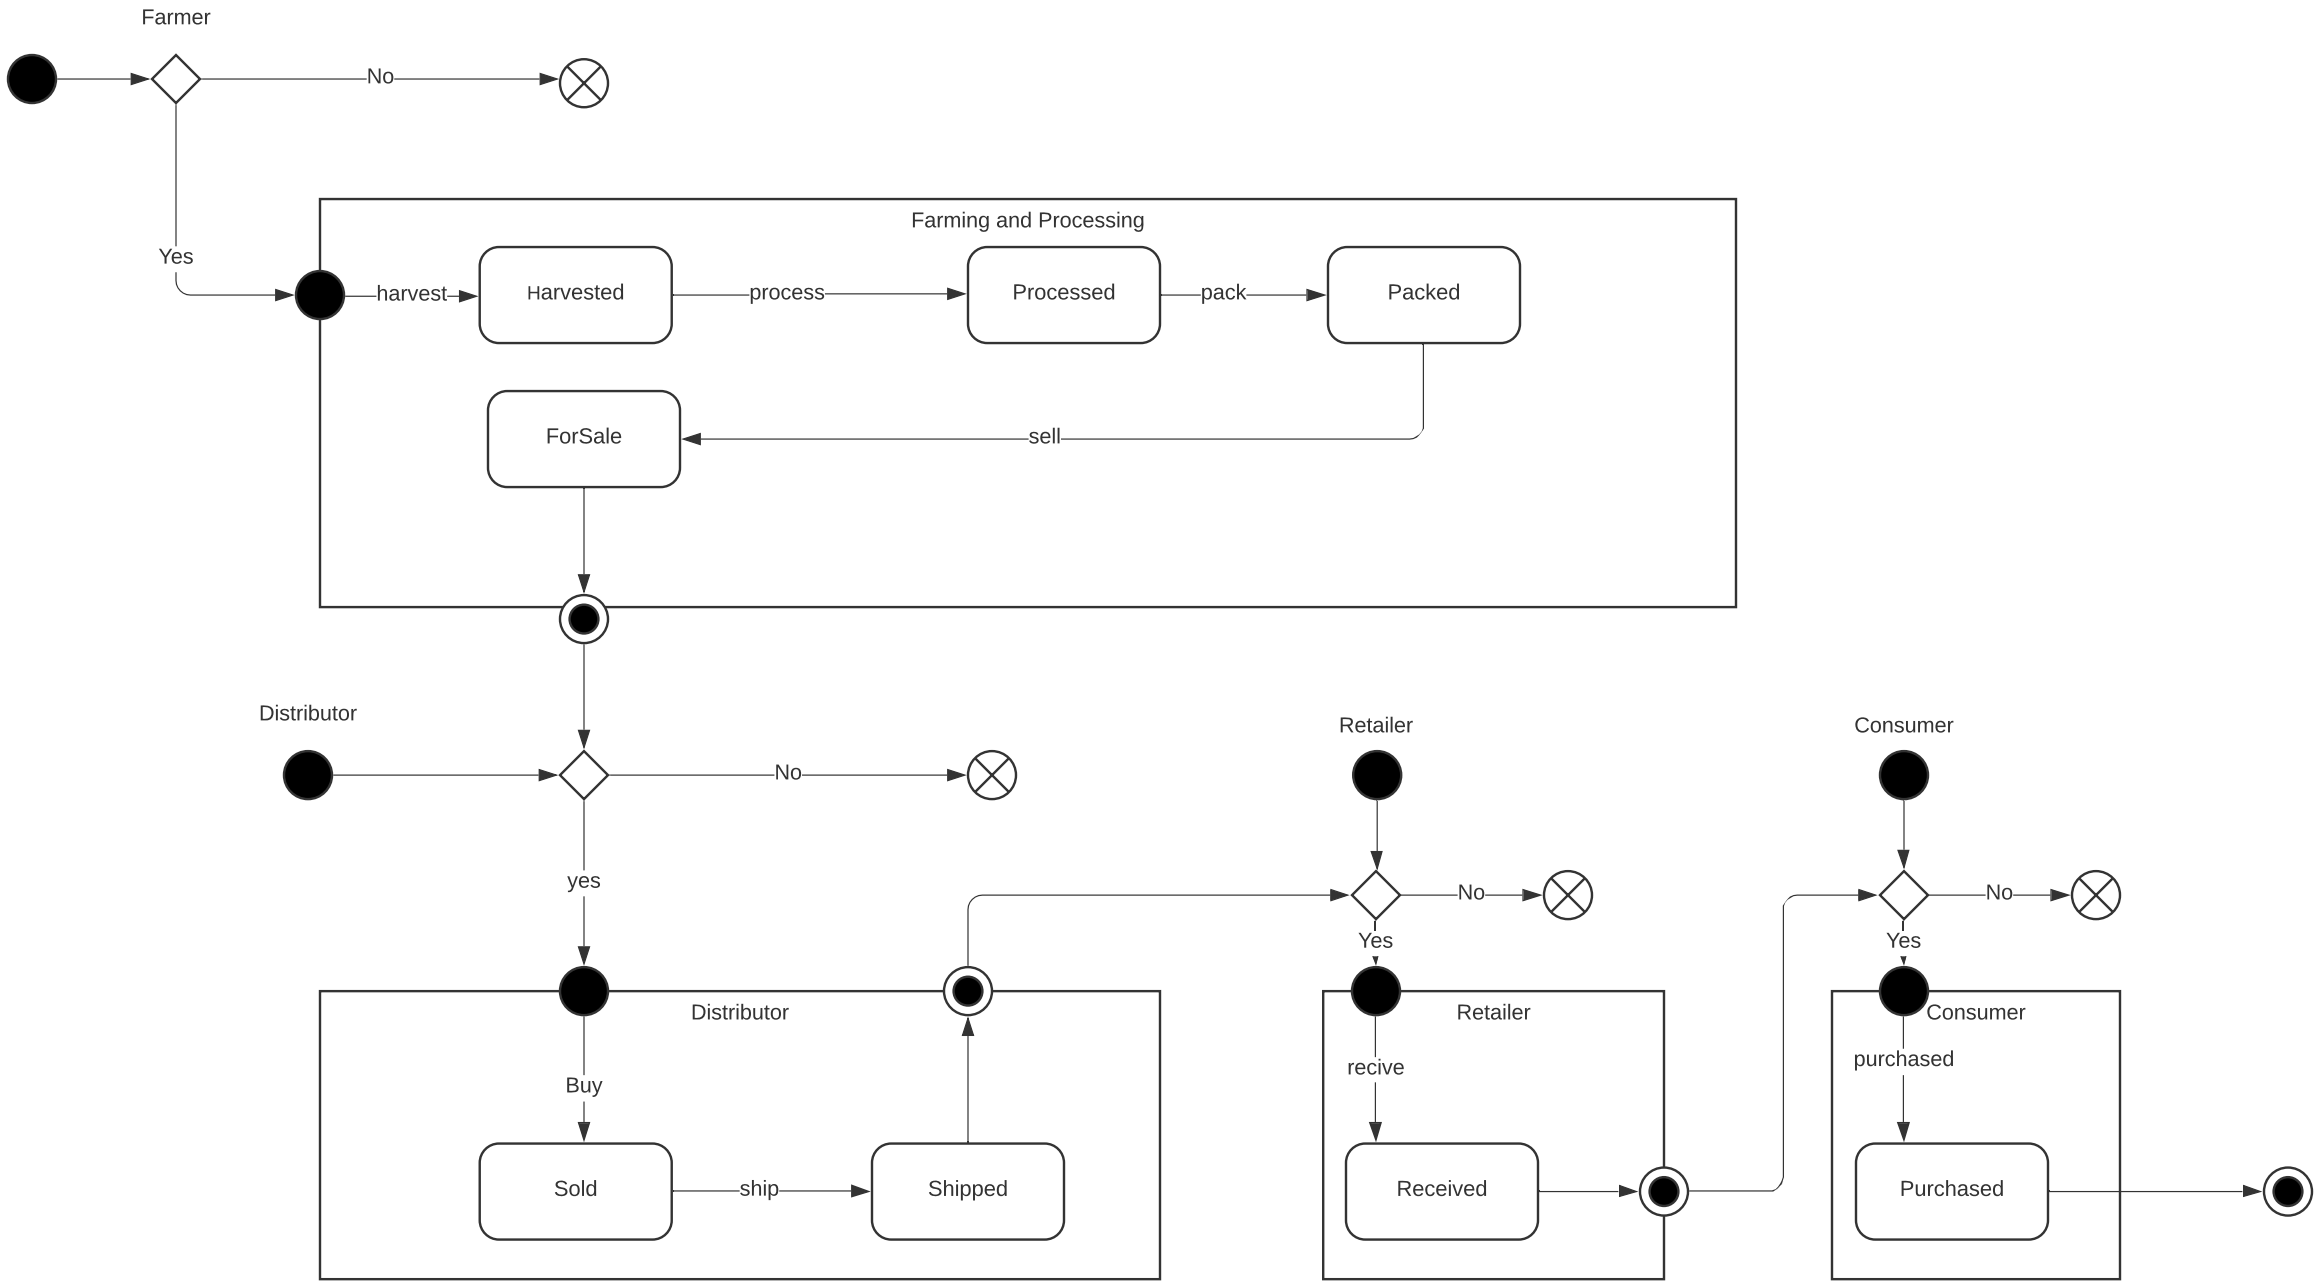 Farmer
No
Yes
Farming and Processing
harvest
Harvested
process
Processed
pack
Packed
ForSale
sell
Distributor
No
yes
Retailer
No
Yes
Consumer
No
Yes
Distributor
Buy
Sold
ship
Shipped
Retailer
recive
Received
Consumer
purchased
Purchased